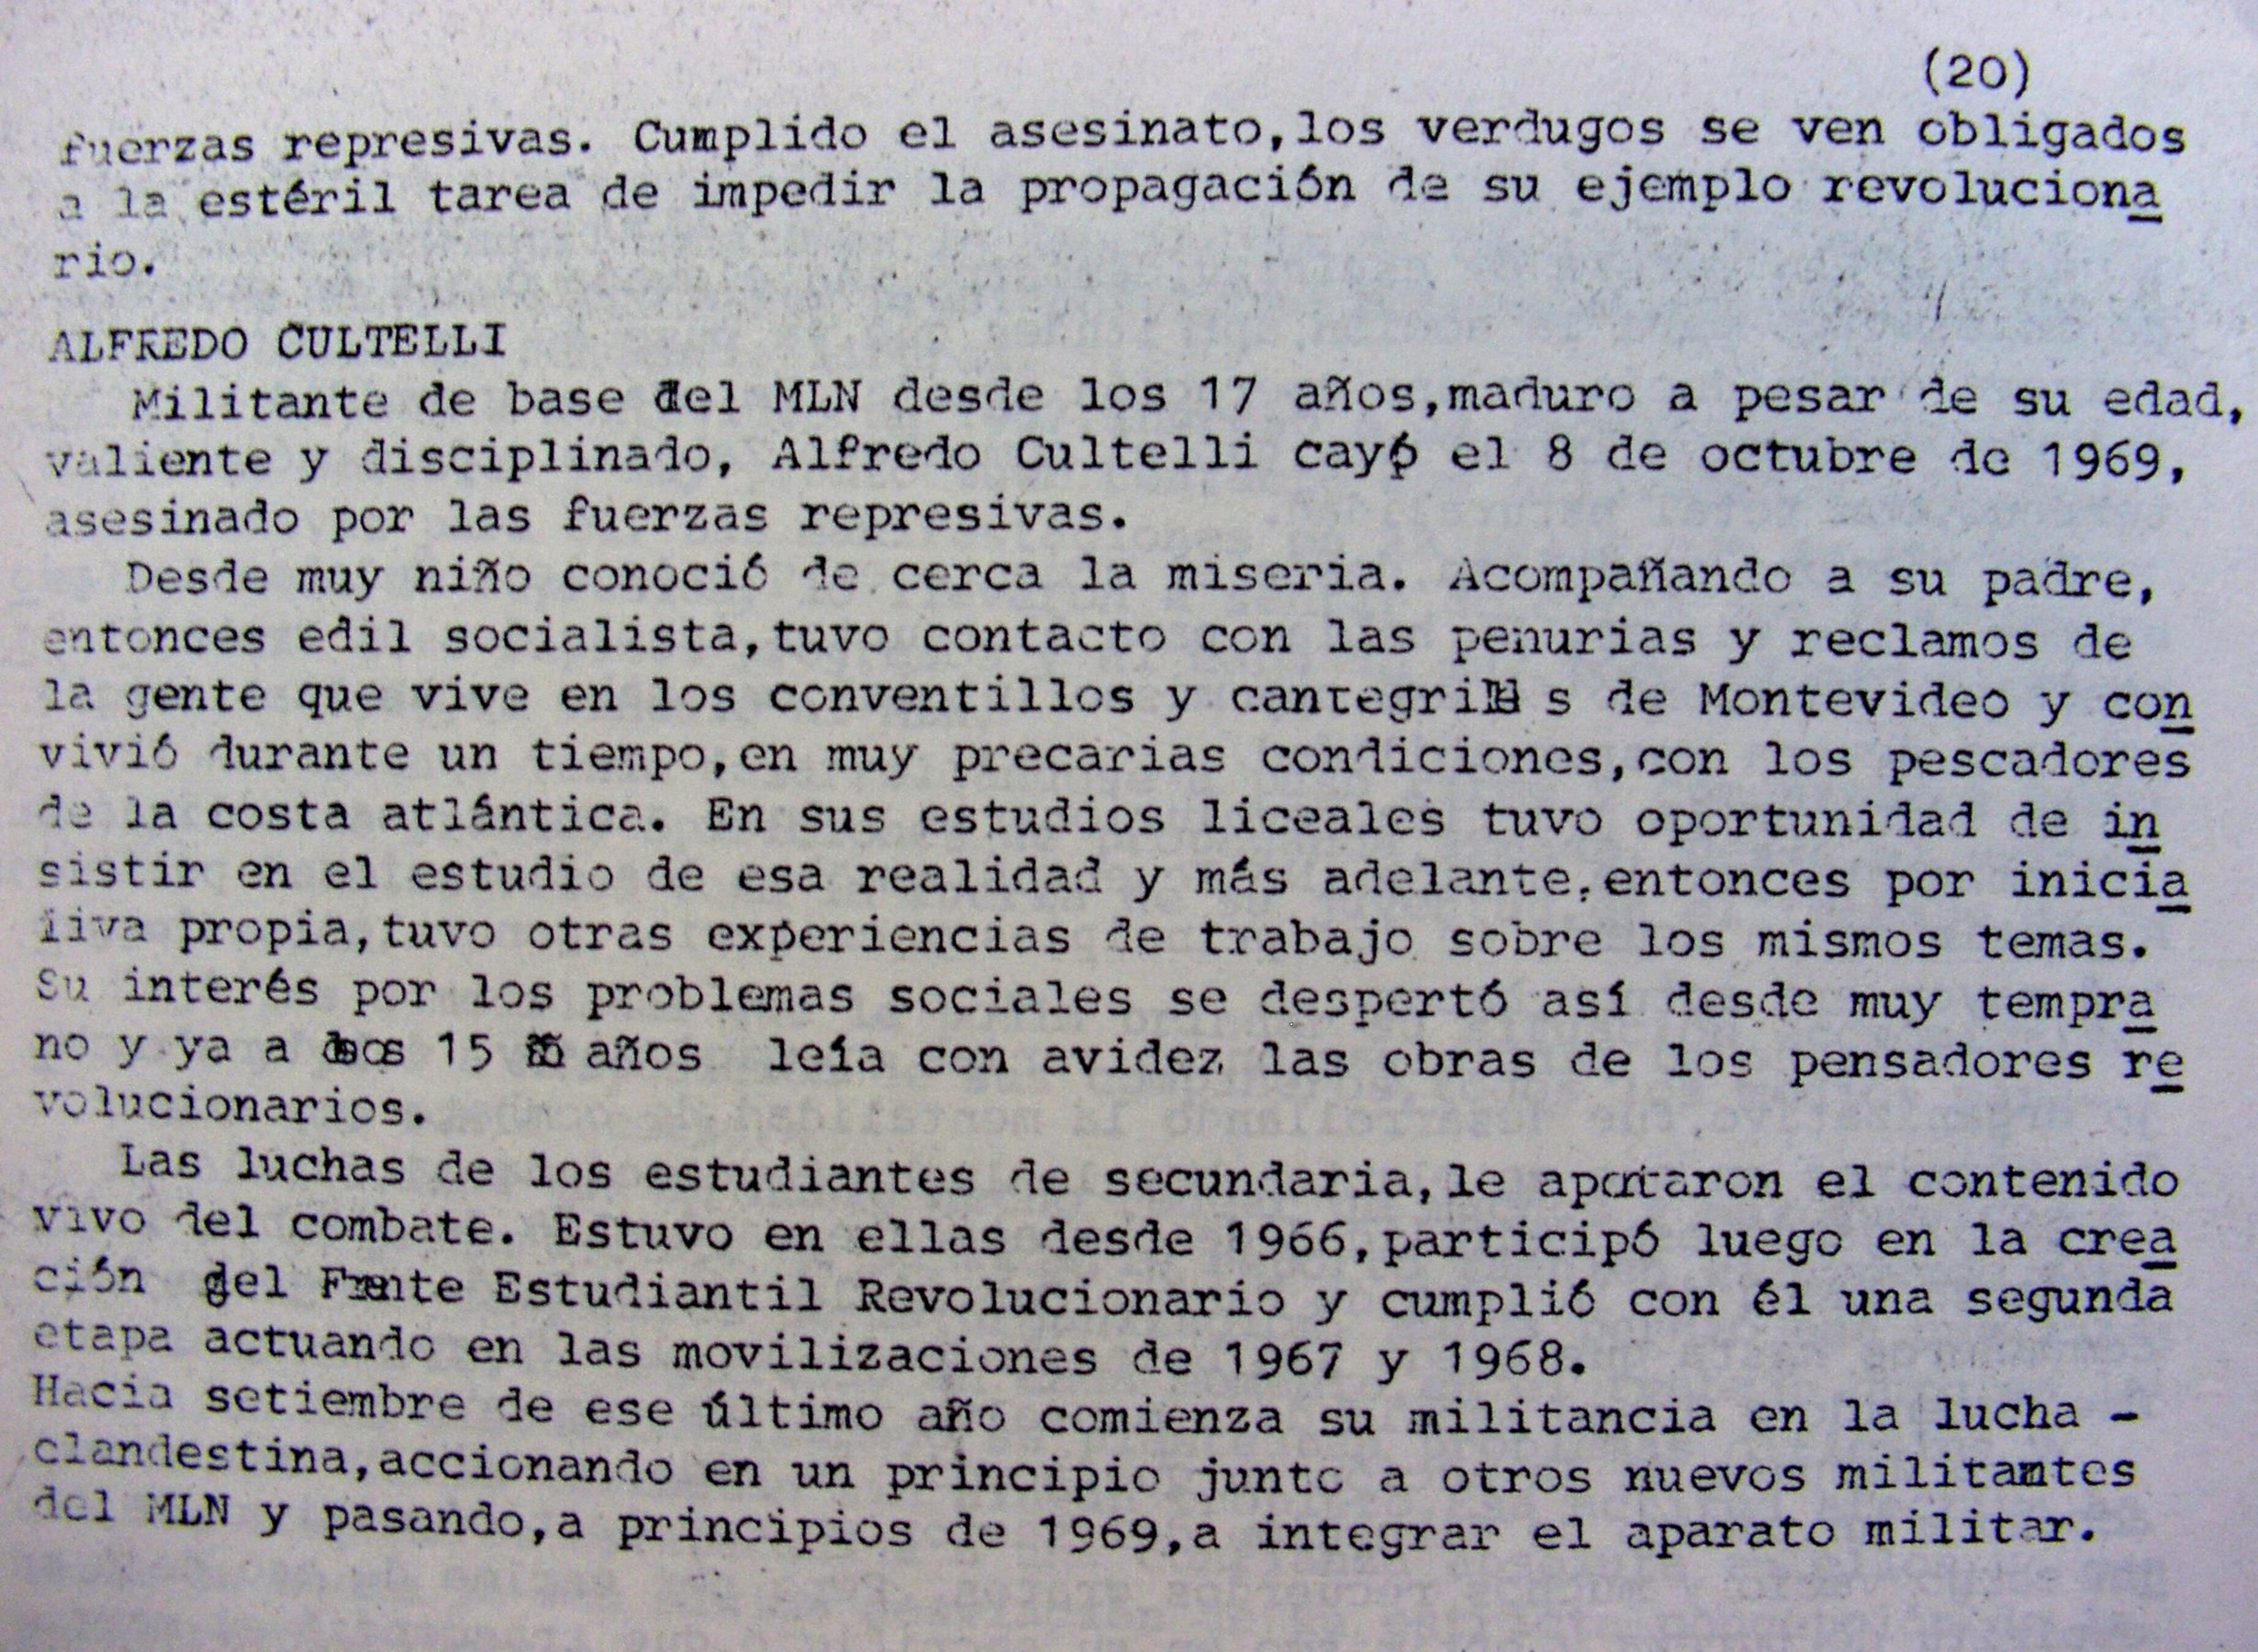 (20)
fuerzas represivas. Cumplido el asesinato,los verdugos se ven obligados
a la estéril tarea de impedir la propagación de su ejemplo revoluciona
rio.
ALFREDO CULTELLI
Militante de base del MLN desde los 17 años,maduro a pesar de su edad,
valiente y disciplinado, Alfredo Cultelli cayó el 8 de octubre de 1969,
asesinado por las fuerzas represivas.
Desde muy niño conoció de cerca la miseria. Acompañando a su padre,
entonces edil socialista,tuvo contacto con las penurias y reclamos de
la gente que vive en los conventillos y s de Montevideo y con
vivió durante un tiempo,en muy precarias condiciones,con los pescadores
de la costa atlántica. En sus estudios liceales tuvo oportunidad de in
sistir en el estudio de esa realidad y más adelante,entonces por inicia
tiva propia,tuvo otras experiencias de trabajo sobre los mismos temas.
Su interés por los problemas sociales se despertó así desde muy tempra
no y ya a los 15 años leía con avidez las obras de los pensadores re
volucionarios.
Las luchas de los estudiantes de secundaria,le aportaron el contenido
vivo del combate. Estuvo en ellas desde 1966,participó luego en la crea
ción del Frente Estudiantil Revolucionario y cumplió con él una segunda
etapa actuando en las movilizaciones de 1967 y 1968.
Hacia setiembre de ese último año comienza su militancia en la lucha -
clandestina,accionando en un principio junto a otros nuevos militantes
del MLN y pasando,a principios de 1969,a integrar el aparato militar.